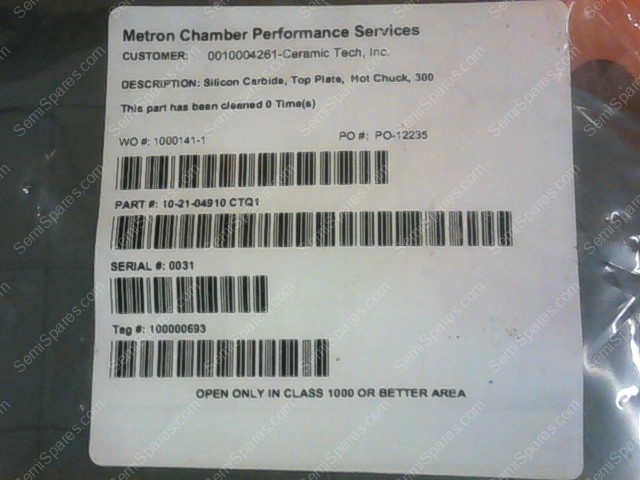 Metron Chamber Performance Services
CUSTOMER: 0010004261-Ceramic Tech, Inc.
DESCRIPTION: Silicon Carbide, Top Plate, Hot Chuck, 300
This part has been cleaned 0 Time(s)
WO #: 1000141-1 PO #: PO-12235
PART #: 10-21-04910 CTQ1
SERIAL #: 0031
Tag #: 100000693
OPEN ONLY IN CLASS 1000 OR BETTER AREA
SemiSpares.com